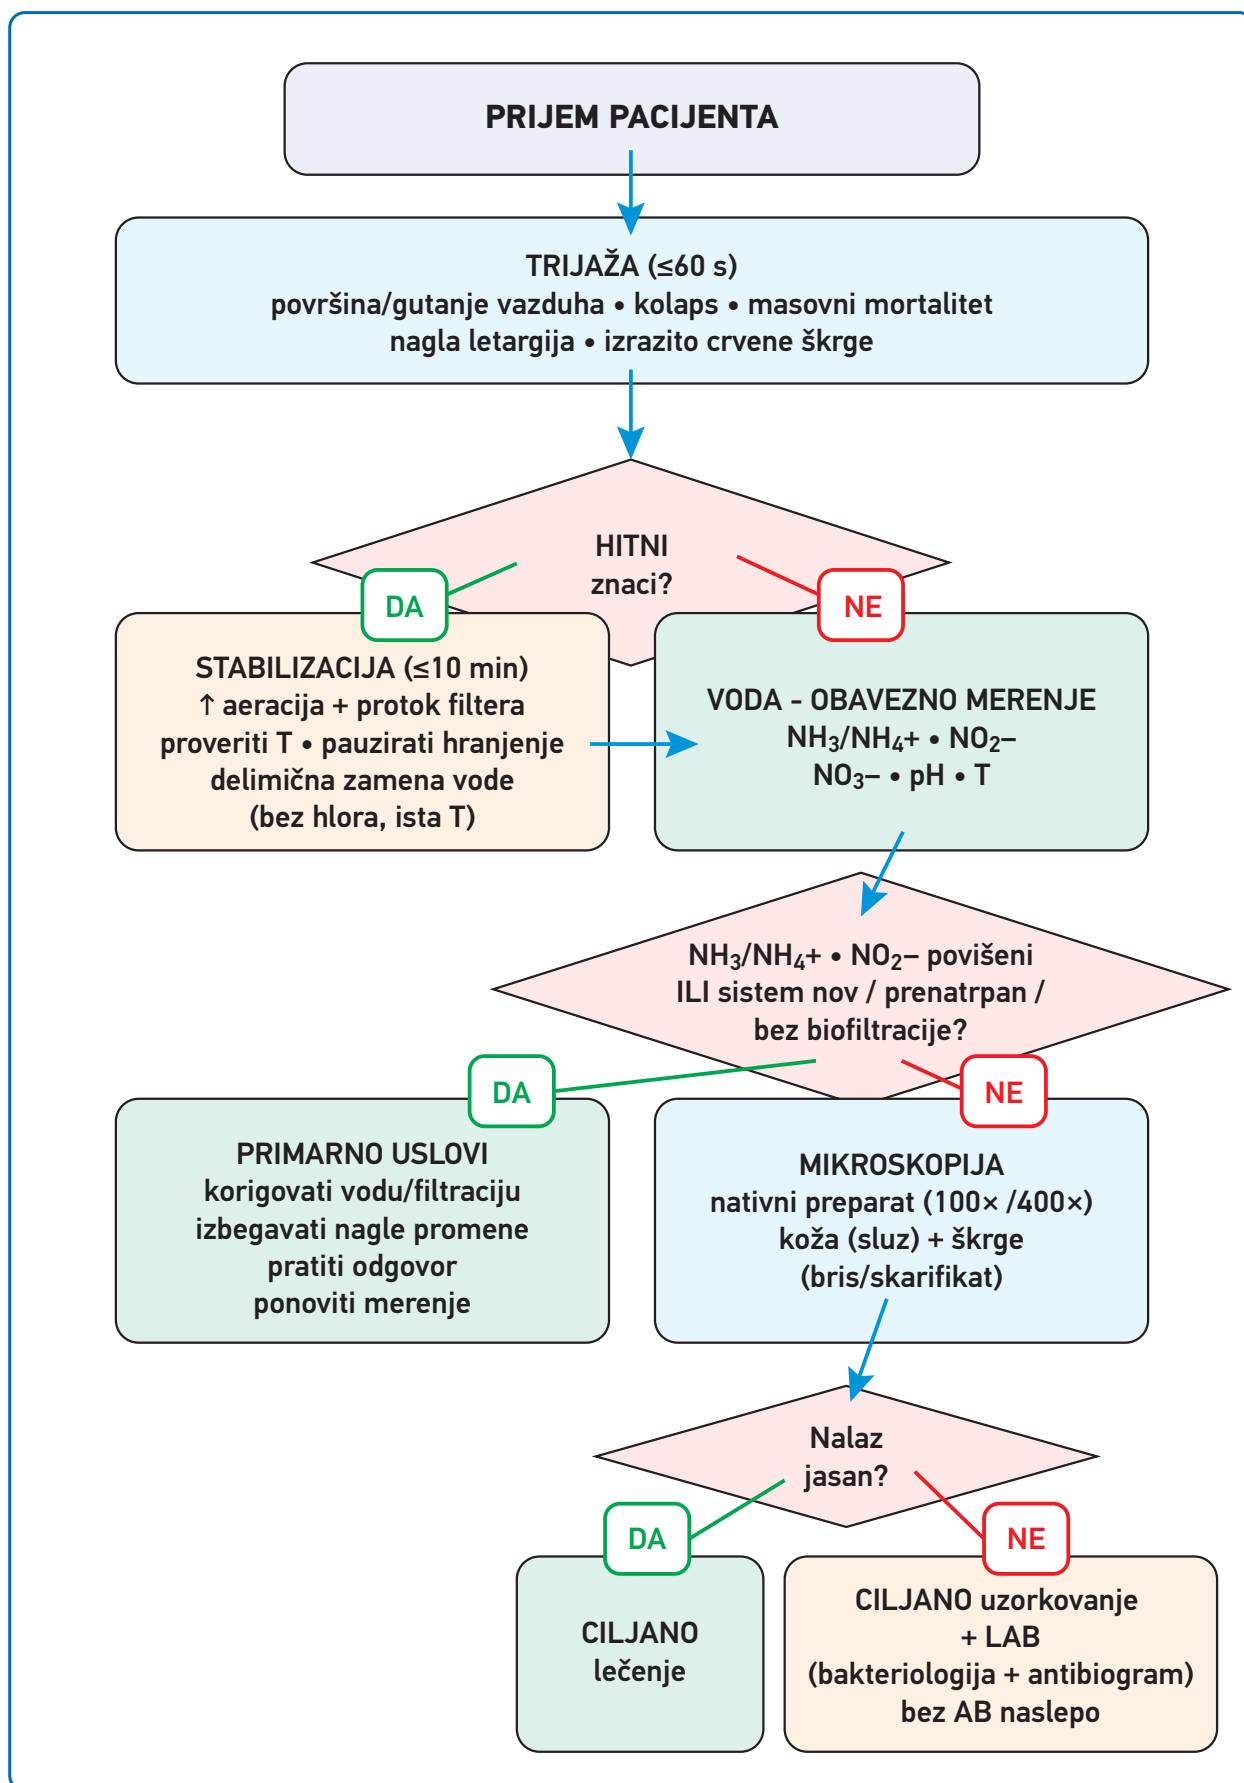 PRIJEM PACIJENTA
TRIJAŽA (≤60 s)
površina/gutanje vazduha • kolaps • masovni mortalitet
nagla letargija • izrazito crvene škrge
HITNI
znaci?
DA
NE
STABILIZACIJA (≤10 min)
↑ aeracija + protok filtera
proveriti T • pauzirati hranjenje
delimična zamena vode
(bez hlora, ista T)
VODA - OBAVEZNO MERENJE
NH₃/NH₄+ • NO₂–
NO₃– • pH • T
NH₃/NH₄+ • NO₂– povišeni
ILI sistem nov / prenatrpan /
bez biofiltracije?
DA
NE
PRIMARNO USLOVI
korigovati vodu/filtraciju
izbegavati nagle promene
pratiti odgovor
ponoviti merenje
MIKROSKOPIJA
nativni preparat (100× /400×)
koža (sluz) + škrge
(bris/skarifikat)
Nalaz
jasan?
DA
NE
CILJANO
lečenje
CILJANO uzorkovanje
+ LAB
(bakteriologija + antibiogram)
bez AB naslepo